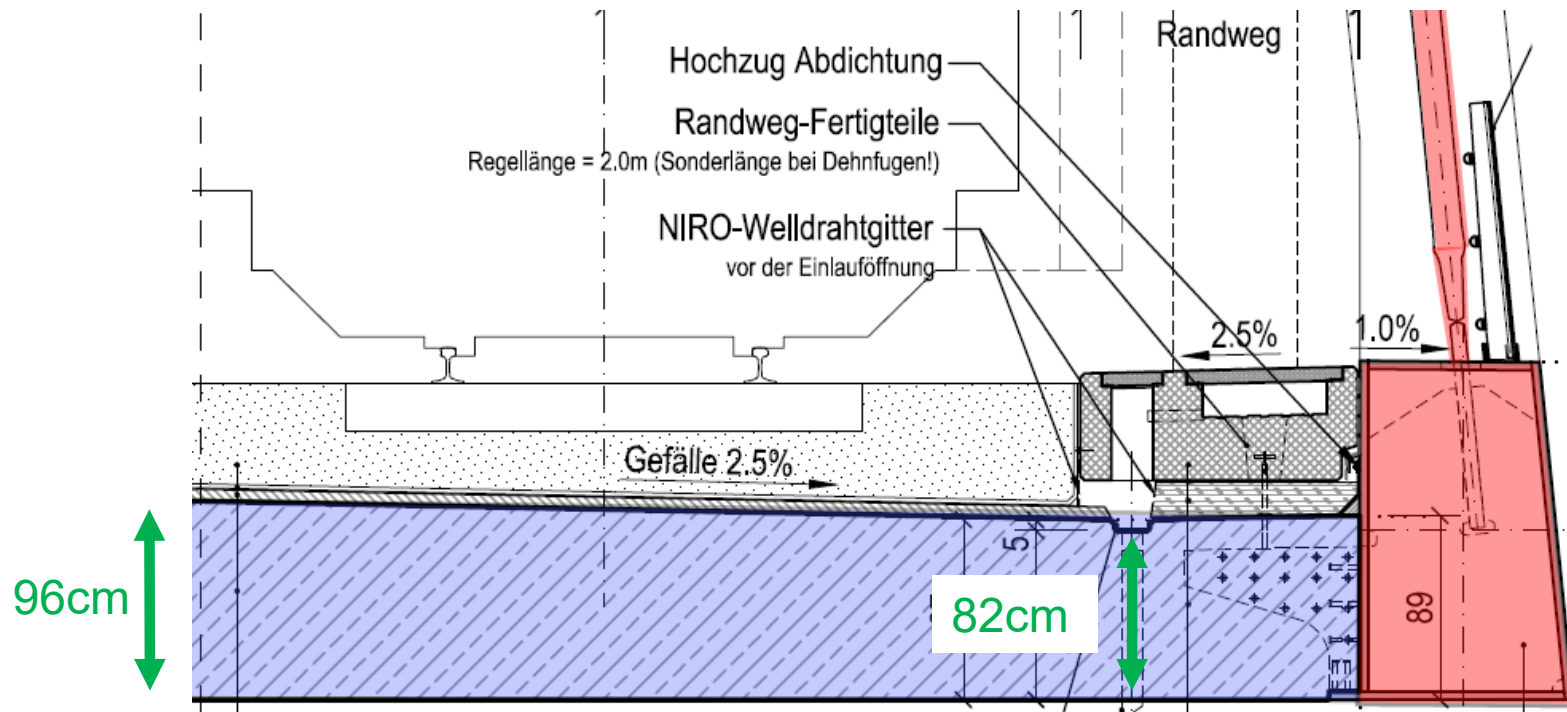 Randweg
Hochzug Abdichtung
Randweg-Fertigteile
Regellänge = 2.0m (Sonderlänge bei Dehnfugen!)
NIRO-Welldrahtgitter
vor der Einlauföffnung
2.5%
1.0%
Gefälle 2.5%
5
96cm
82cm
89